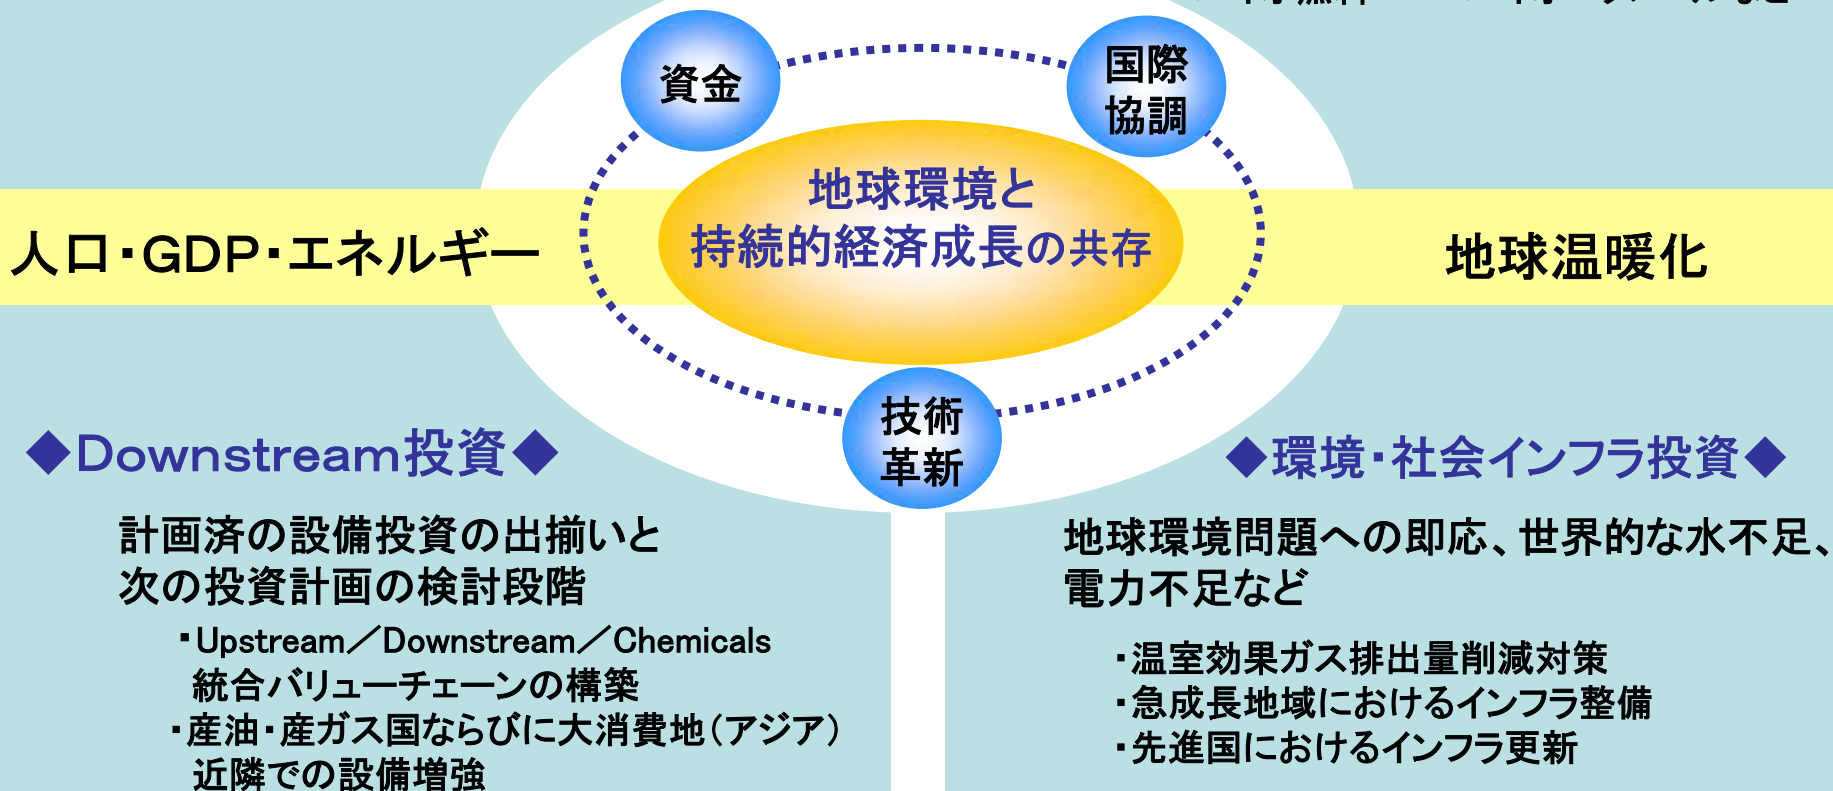 資金
国際
協調
地球環境と
持続的経済成長の共存
人口・GDP・エネルギー
地球温暖化
技術
革新
◆Downstream投資◆
計画済の設備投資の出揃いと
次の投資計画の検討段階
・Upstream／Downstream／Chemicals
統合バリューチェーンの構築
・産油・産ガス国ならびに大消費地（アジア）
近隣での設備増強
◆環境・社会インフラ投資◆
地球環境問題への即応、世界的な水不足、
電力不足など
・温室効果ガス排出量削減対策
・急成長地域におけるインフラ整備
・先進国におけるインフラ更新